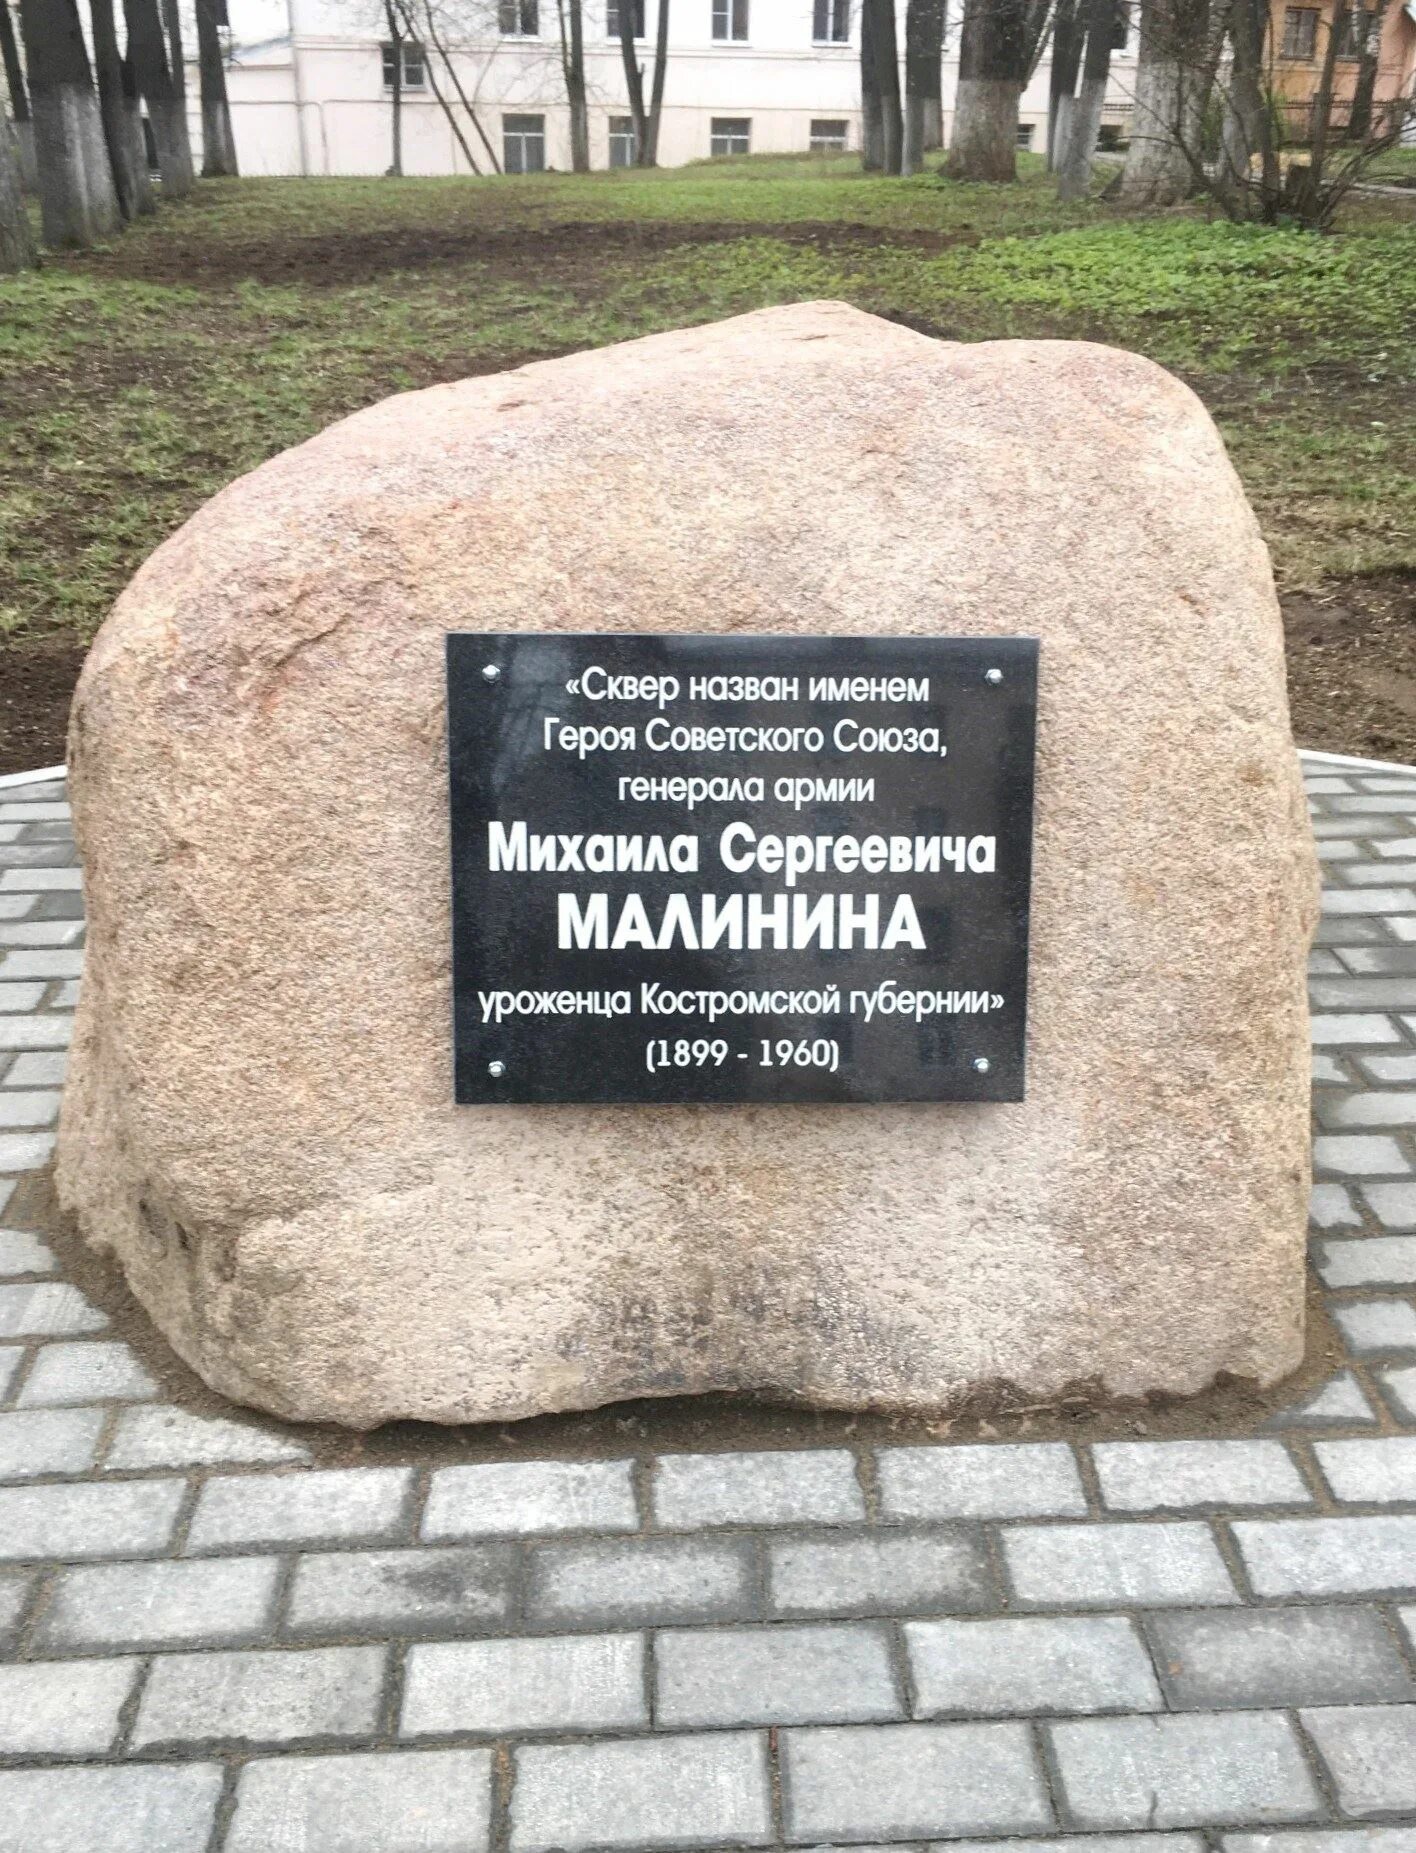 «Сквер назван именем
Героя Советского Союза,
генерала армии
Михаила Сергеевича
МАЛИНИНА
уроженца Костромской губернии»
(1899 - 1960)